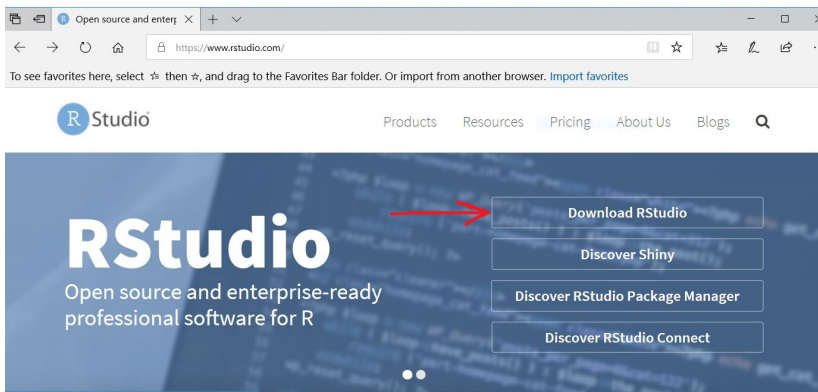 Open source and enterp
https://www.rstudio.com/
To see favorites here, select then, and drag to the Favorites Bar folder. Or import from another browser. Import favorites
R Studio
Products Resources Pricing About Us Blogs
RStudio
Open source and enterprise-ready
professional software for R
Download RStudio
Discover Shiny
Discover RStudio Package Manager
Discover RStudio Connect